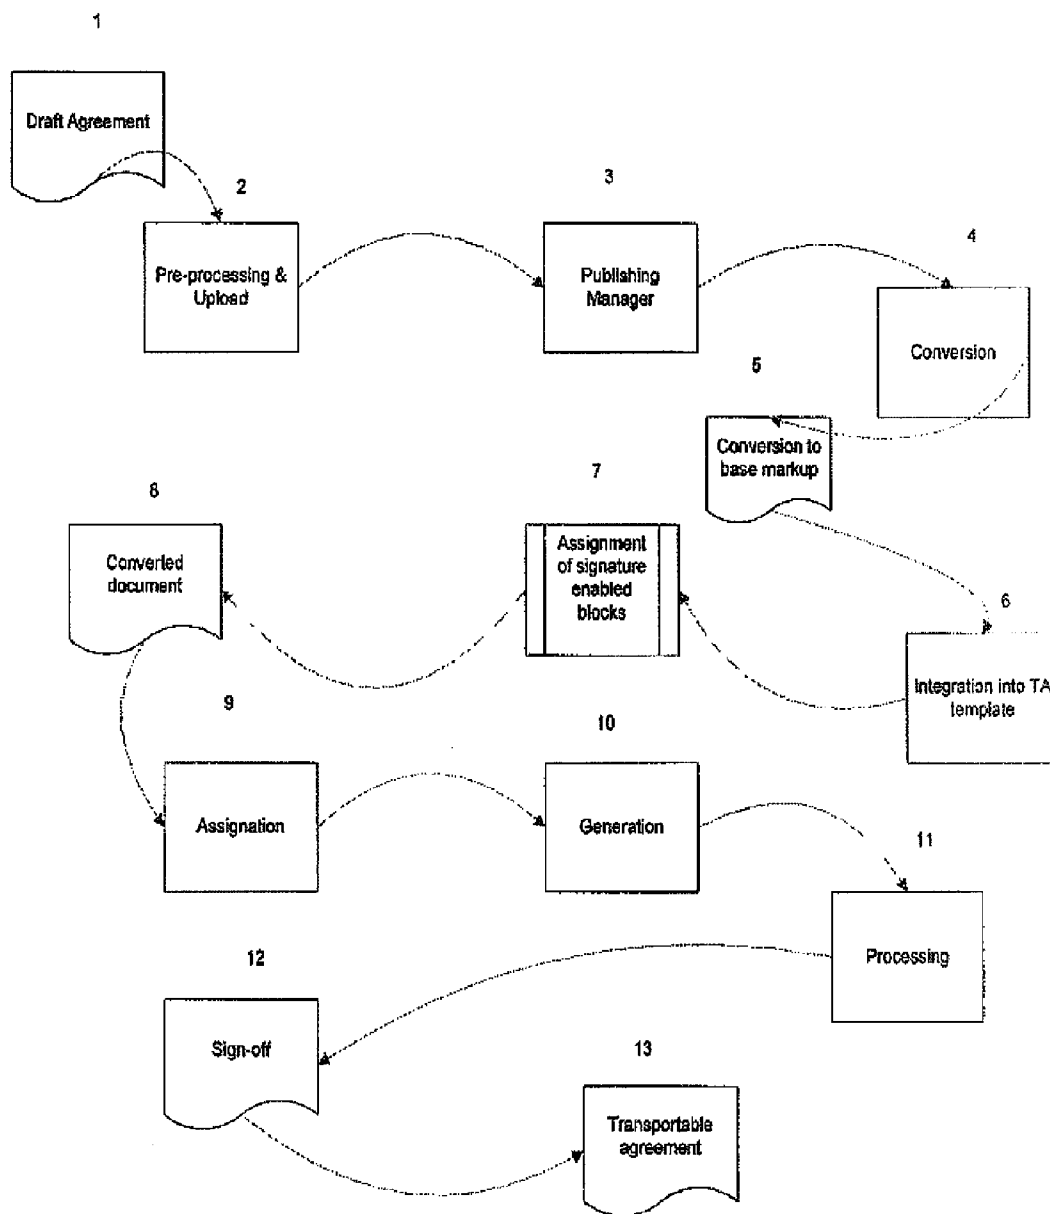 1
Draft Agreement
2
Pre-processing &
Upload
3
Publishing
Manager
4
Conversion
5
Conversion to
base markup
6
Integration into TA
template
7
Assignment
of signature
enabled
blocks
8
Converted
document
9
Assignation
10
Generation
11
Processing
12
Sign-off
13
Transportable
agreement